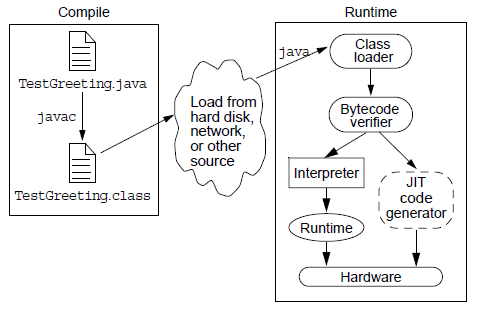 Compile
TestGreeting.java
javac
TestGreeting.class
Load from
hard disk,
network,
or other
source
Runtime
java
Class
loader
Bytecode
verifier
Interpreter
JIT
code
generator
Runtime
Hardware